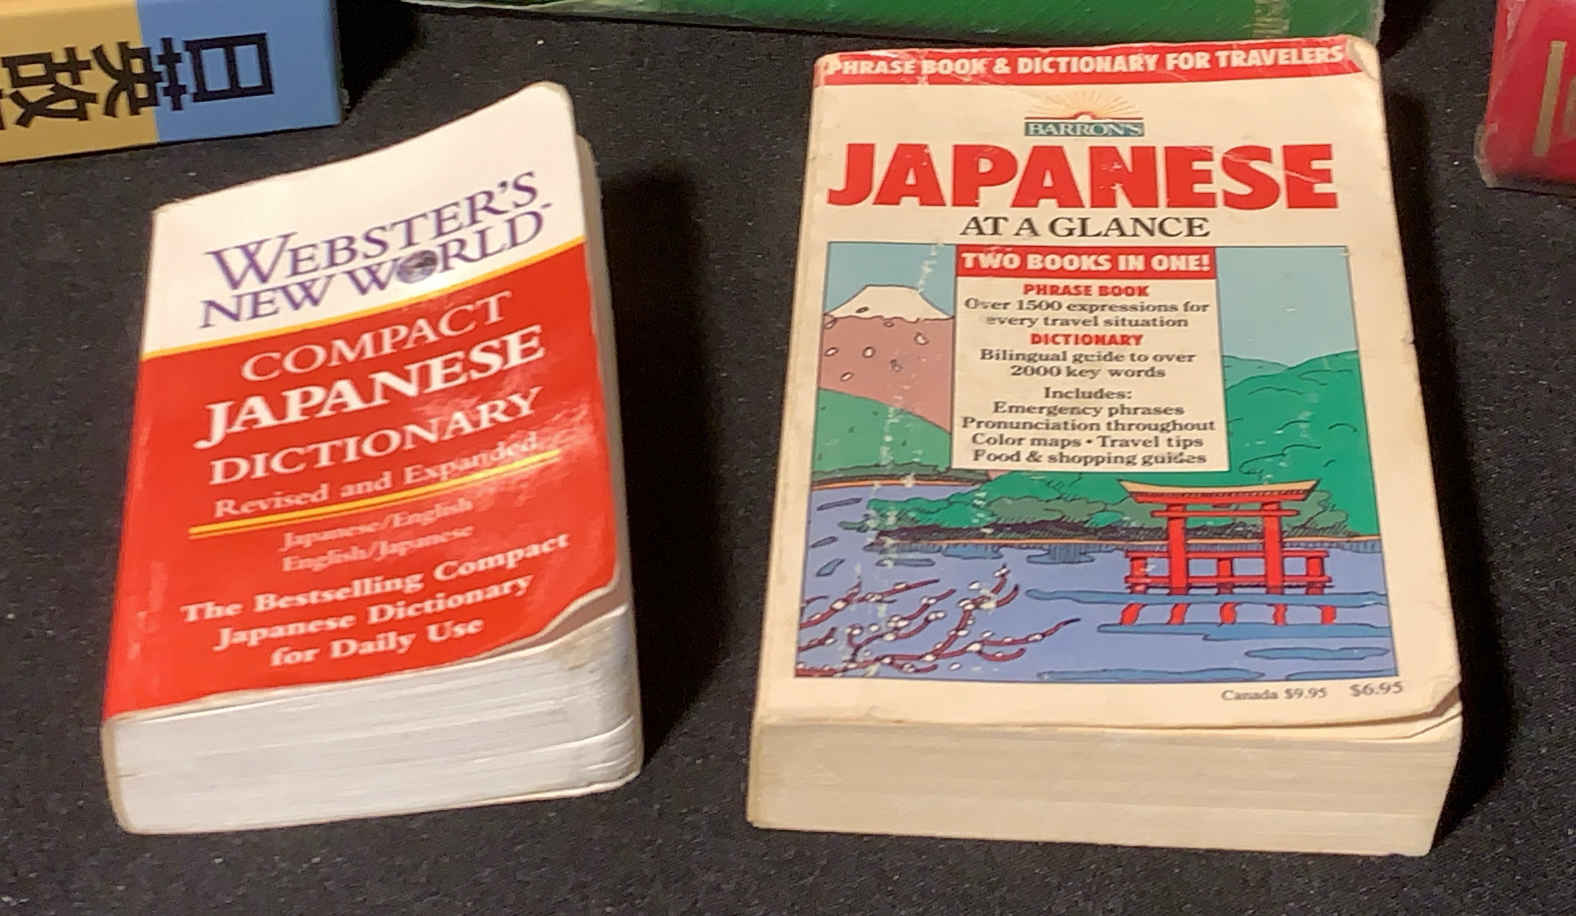 日英
故
WEBSTER'S
NEW WORLD
COMPACT
JAPANESE
DICTIONARY
Revised and Expanded
Japanese/English
English/Japanese
The Bestselling Compact
Japanese Dictionary
for Daily Use
PHRASE BOOK & DICTIONARY FOR TRAVELERS
BARRON'S
JAPANESE
AT A GLANCE
TWO BOOKS IN ONE!
PHRASE BOOK
Over 1500 expressions for
every travel situation
DICTIONARY
Bilingual guide to over
2000 key words
Includes:
Emergency phrases
Pronunciation throughout
Color maps • Travel tips
Food & shopping guides
Canada $9.95 $6.95